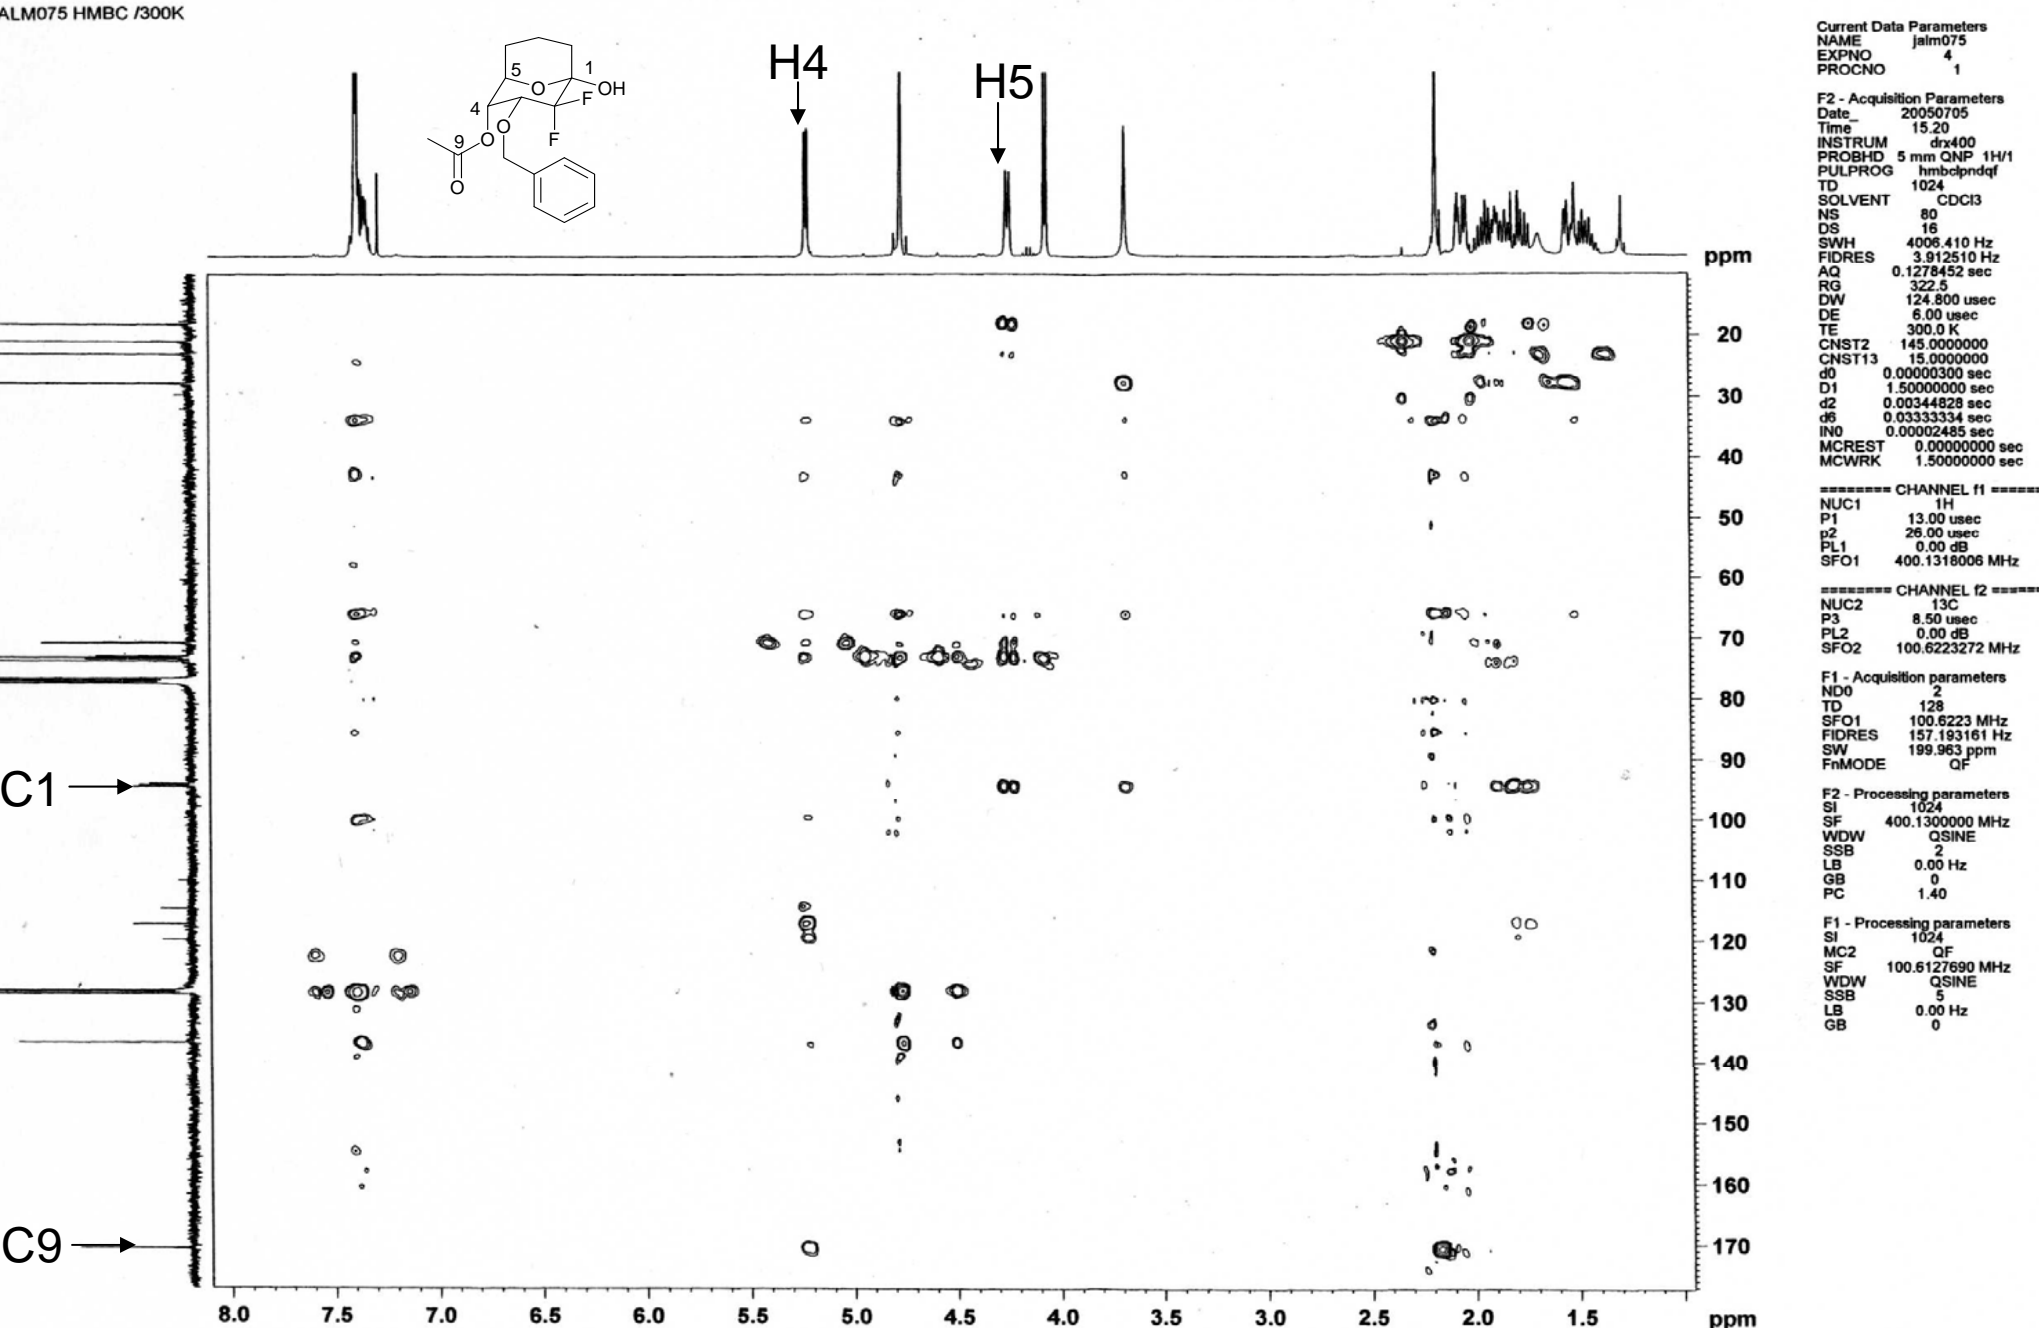 ALM075 HMBC /300K
H4
H5
5
1
O
OH
F
4
O
F
9
O
O
ppm
20
30
40
50
60
70
80
90
100
110
120
130
140
150
160
170
C1
C9
8.0 7.5 7.0 6.5 6.0 5.5 5.0 4.5 4.0 3.5 3.0 2.5 2.0 1.5 ppm
Current Data Parameters
NAME jalm075
EXPNO 4
PROCNO 1
F2 - Acquisition Parameters
Date_ 20050705
Time 15.20
INSTRUM drx400
PROBHD 5 mm QNP 1H/1
PULPROG hmbclpndqf
TD 1024
SOLVENT CDCl3
NS 80
DS 16
SWH 4006.410 Hz
FIDRES 3.912510 Hz
AQ 0.1278452 sec
RG 322.5
DW 124.800 usec
DE 6.00 usec
TE 300.0 K
CNST2 145.0000000
CNST13 15.0000000
d0 0.00000300 sec
D1 1.50000000 sec
d2 0.00344828 sec
d6 0.03333334 sec
IN0 0.00002485 sec
MCREST 0.00000000 sec
MCWRK 1.50000000 sec
======== CHANNEL f1 ======
NUC1 1H
P1 13.00 usec
p2 26.00 usec
PL1 0.00 dB
SFO1 400.1318006 MHz
======== CHANNEL f2 ======
NUC2 13C
P3 8.50 usec
PL2 0.00 dB
SFO2 100.6223272 MHz
F1 - Acquisition parameters
ND0 2
TD 128
SFO1 100.6223 MHz
FIDRES 157.193161 Hz
SW 199.963 ppm
FnMODE QF
F2 - Processing parameters
SI 1024
SF 400.1300000 MHz
WDW QSINE
SSB 2
LB 0.00 Hz
GB 0
PC 1.40
F1 - Processing parameters
SI 1024
MC2 QF
SF 100.6127690 MHz
WDW QSINE
SSB 5
LB 0.00 Hz
GB 0